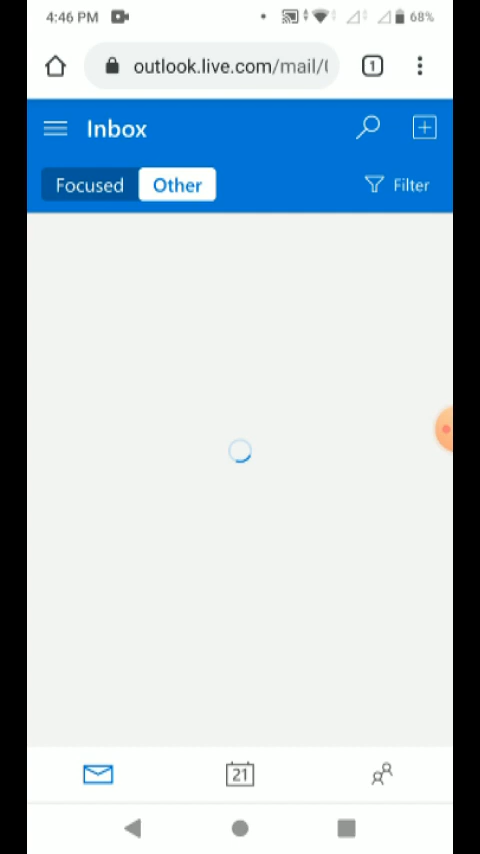 4:46 PM 68%
outlook.live.com/mail/(
1
Inbox
Focused Other Filter
21